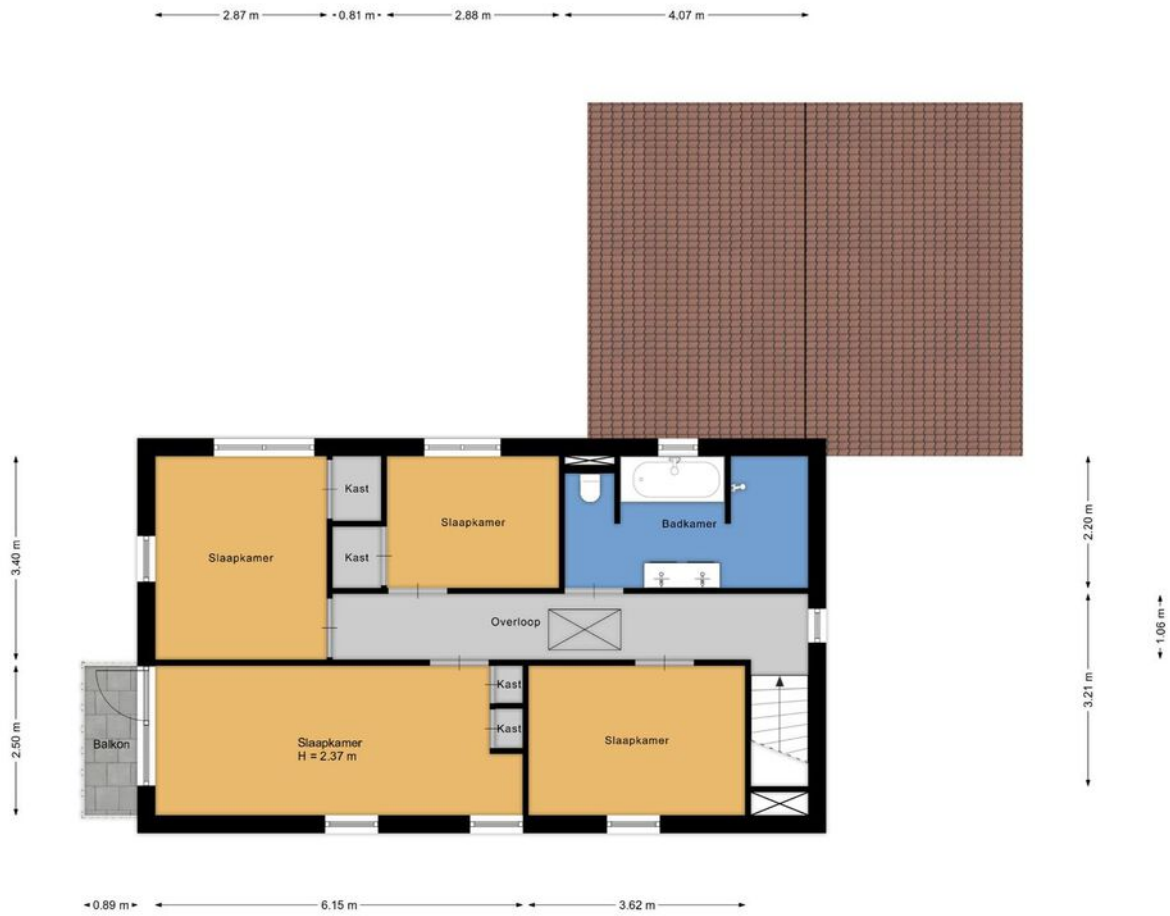 2.87 m
0.81 m
2.88 m
4.07 m
Kast
Slaapkamer
Badkamer
Slaapkamer
Kast
Overloop
3.40 m
2.20 m
1.06 m
3.21 m
2.50 m
Kast
Kast
Balkon
Slaapkamer
H = 2.37 m
Slaapkamer
0.89 m
6.15 m
3.62 m